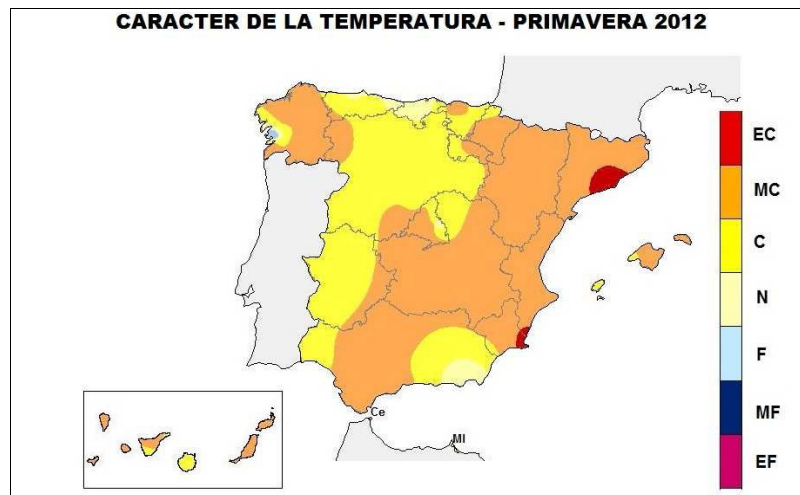 CARACTER DE LA TEMPERATURA - PRIMAVERA 2012
EC
MC
C
N
F
MF
EF
Ce
Ml